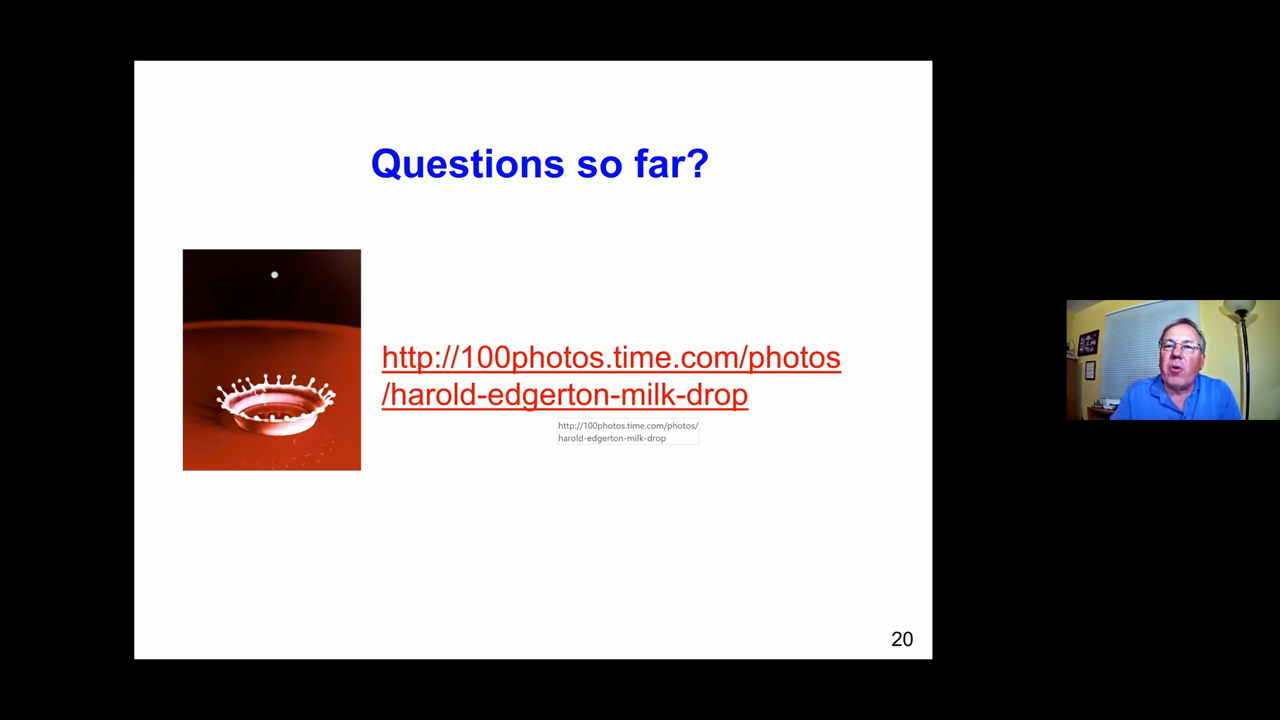 Questions so far?
http://100photos.time.com/photos
/harold-edgerton-milk-drop
http://100photos.time.com/photos/
harold-edgerton-milk-drop
20